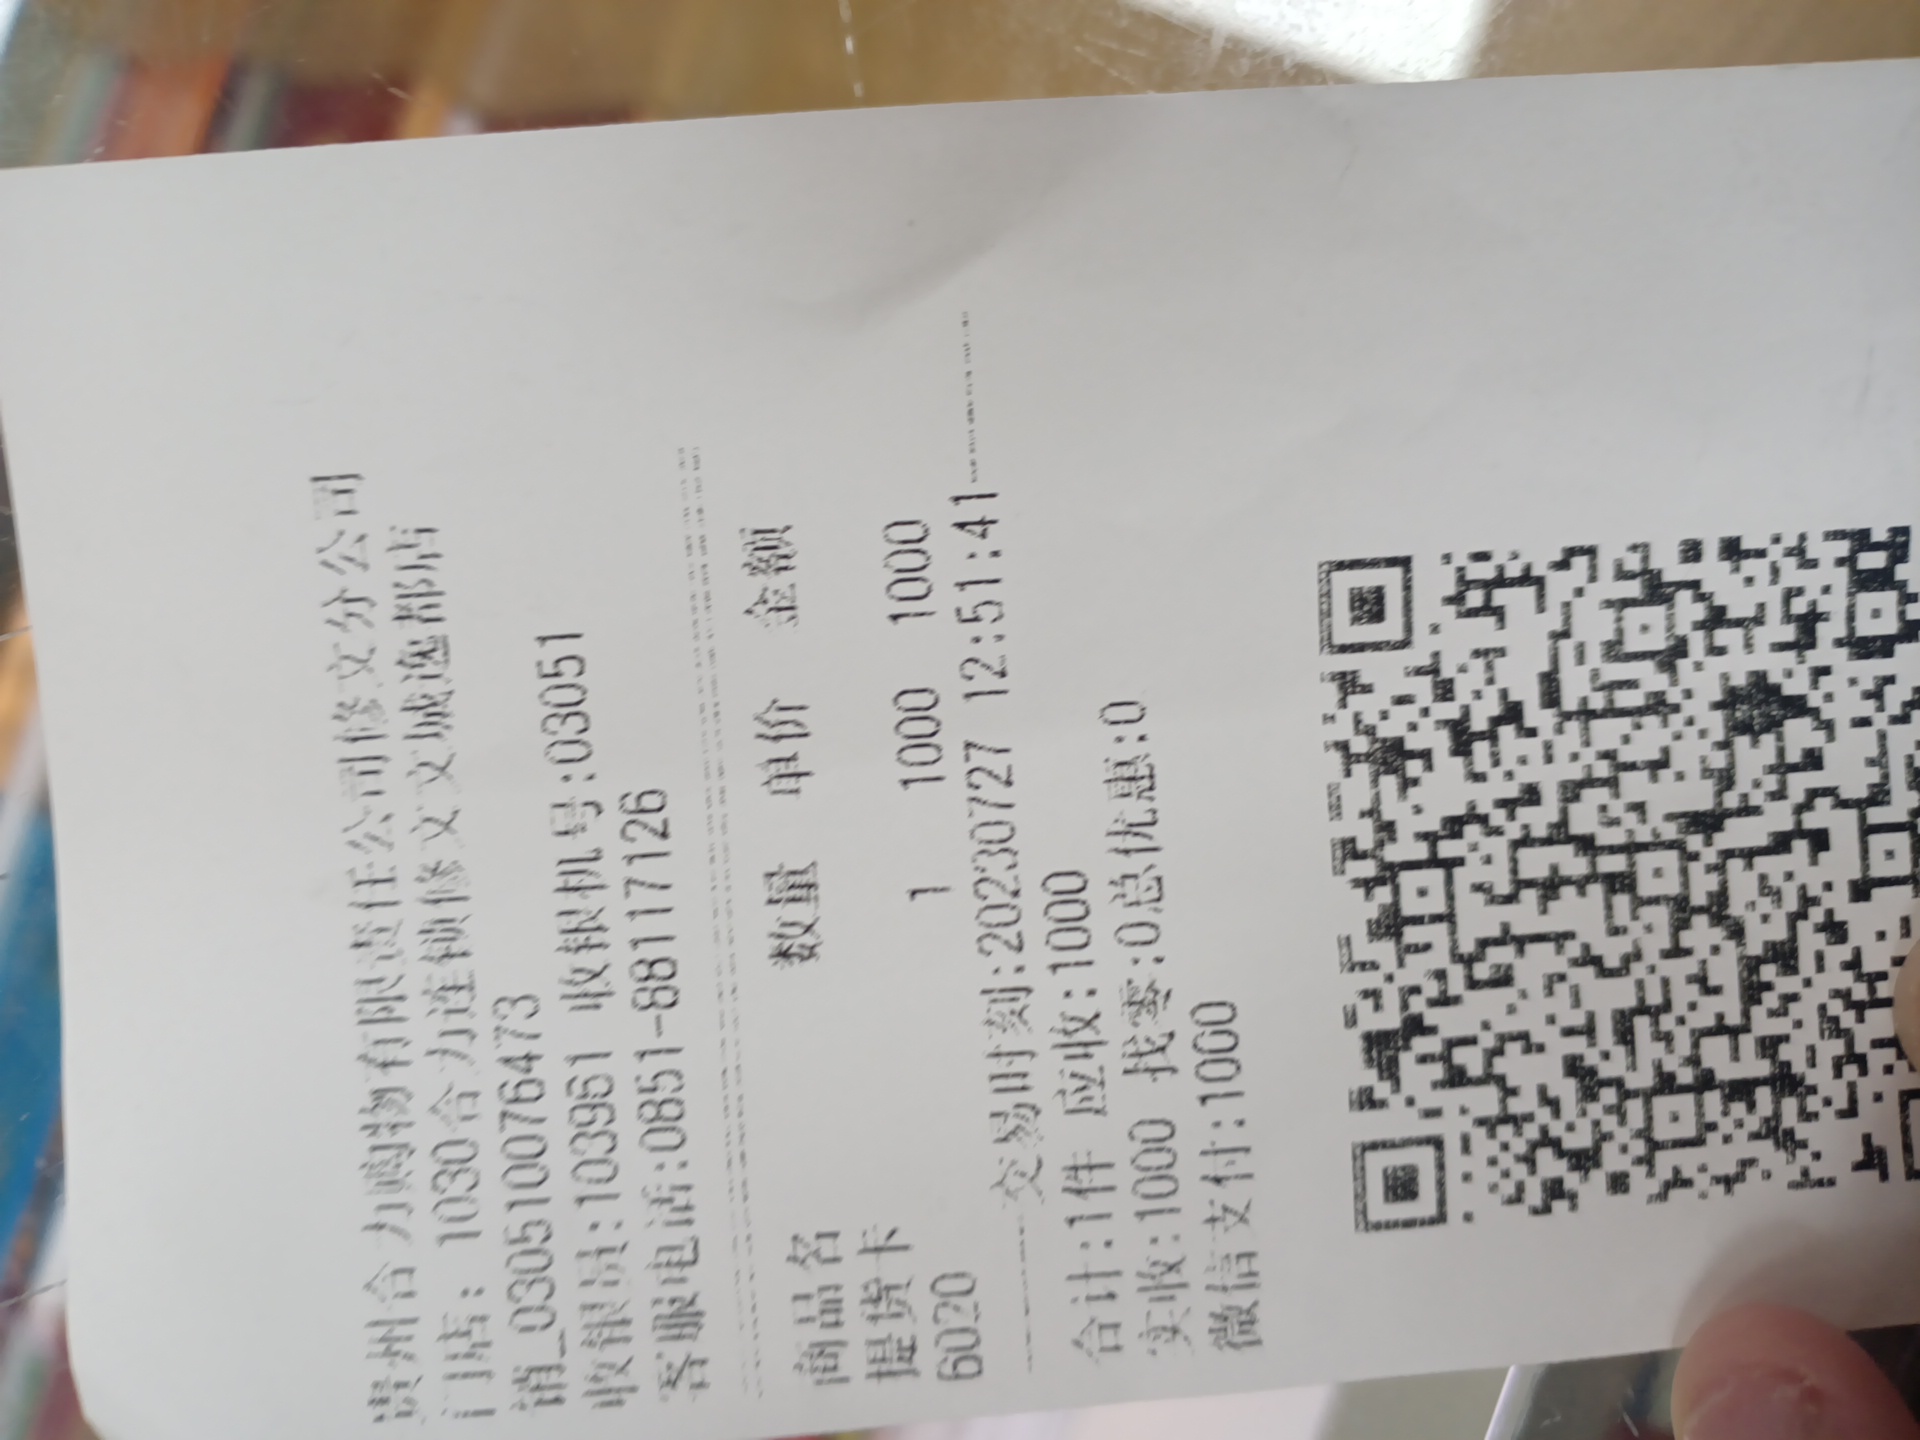 贵州合力购物有限责任公司修文分公司
门店: 1030合力连锁修文文城逸都店
销_030510076473
收银员:103961 收银机号:03051
客服电话:0851-88117126
商品名 数量 单价 金额
提货卡
6020 1 1000 1000
交易时刻:20230727 12:51:41
合计:1件 应收:1000
实收:1000 找零:0总优惠:0
微信支付:1000